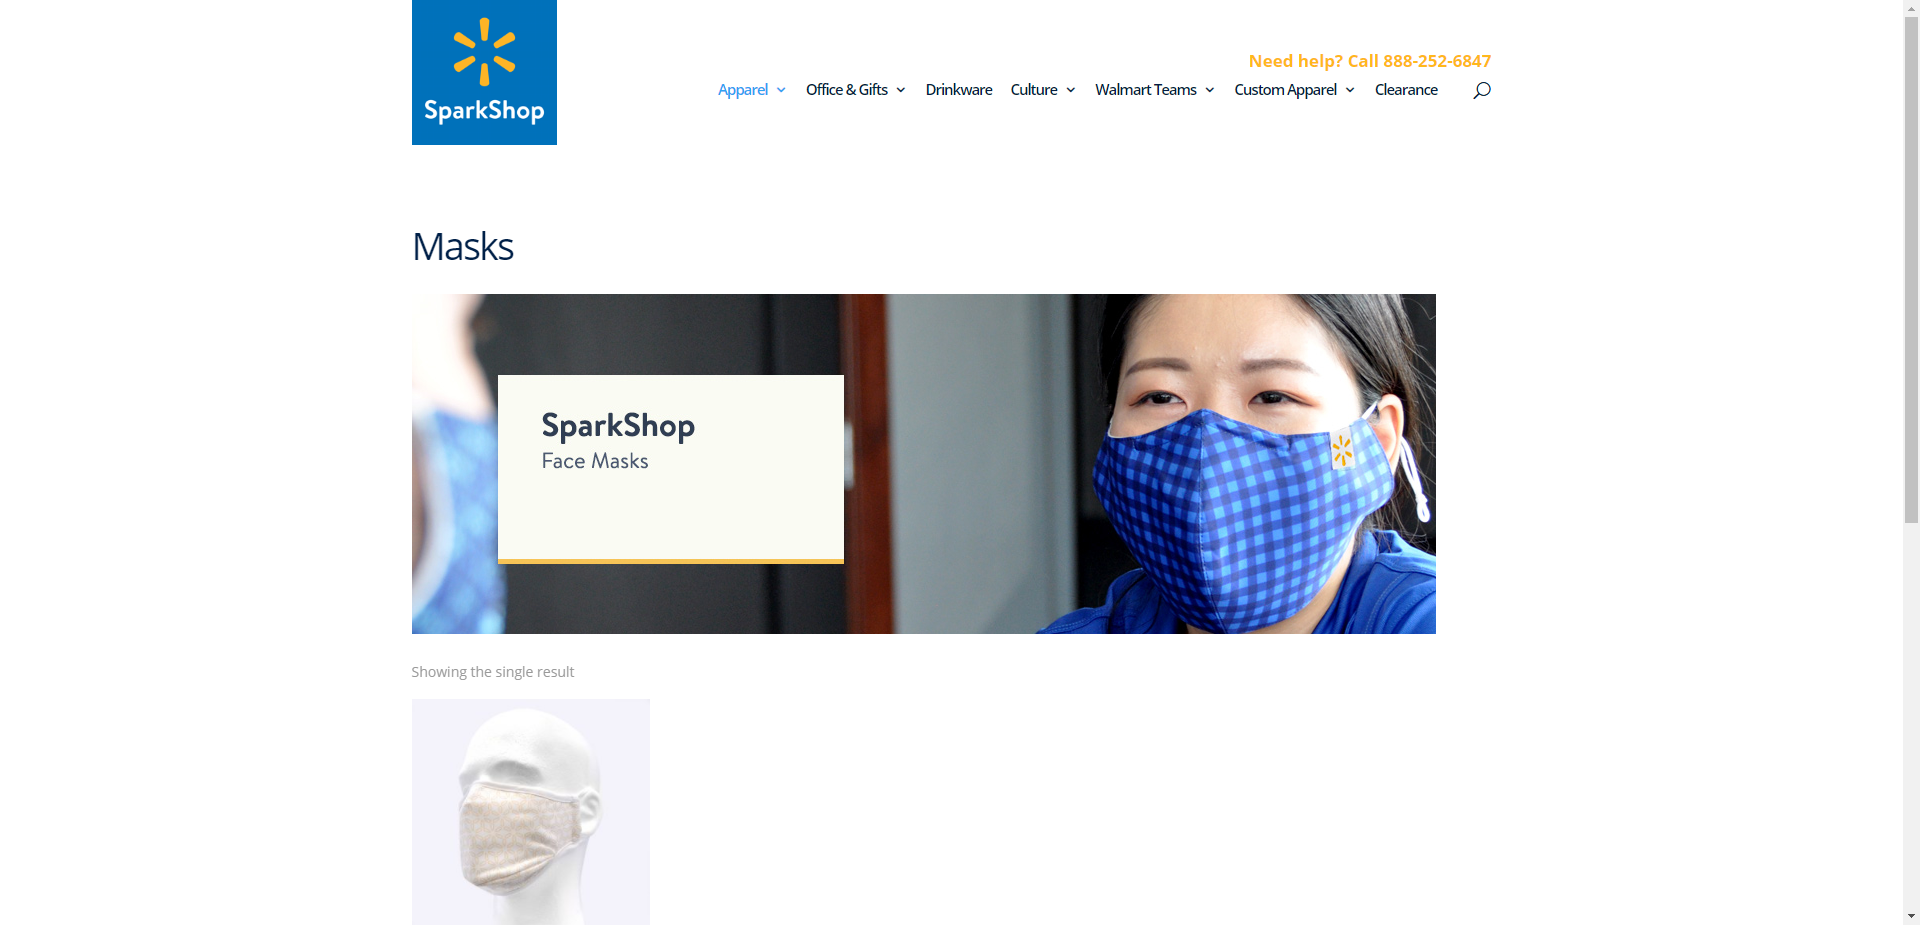 SparkShop
Need help? Call 888-252-6847
Apparel
Office & Gifts
Drinkware
Culture
Walmart Teams
Custom Apparel
Clearance
Masks
SparkShop
Face Masks
Showing the single result